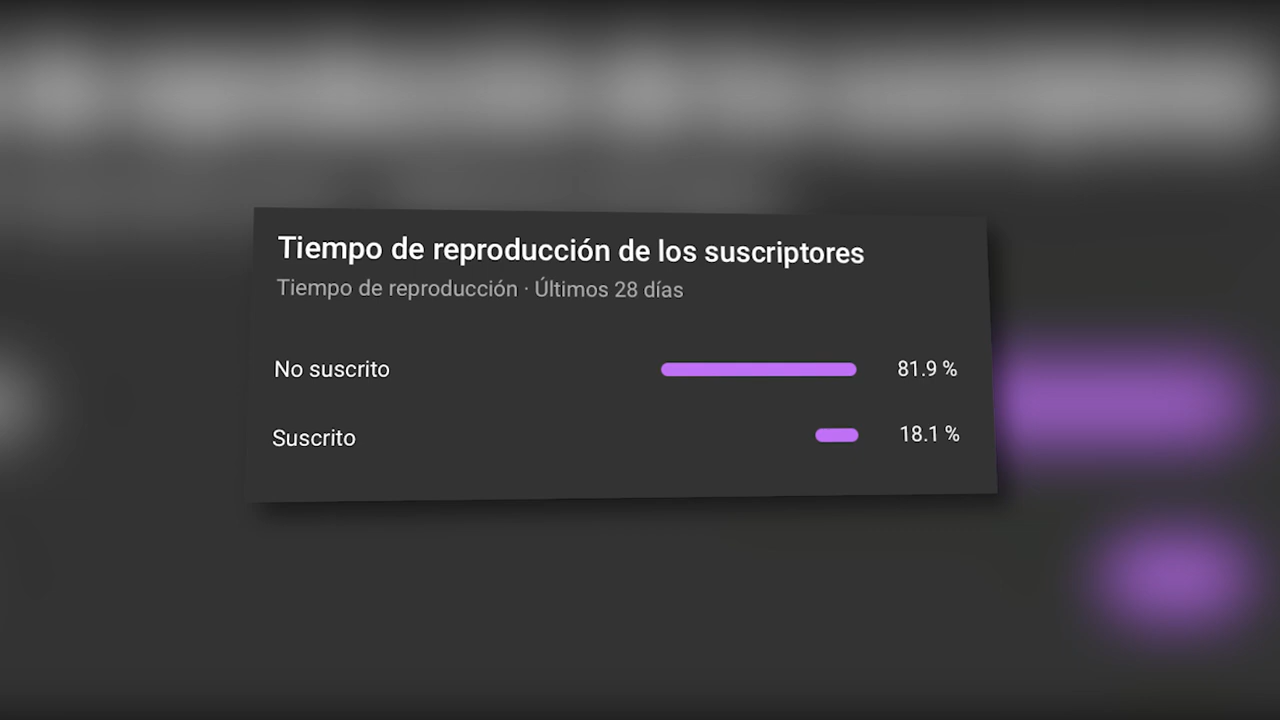 Tiempo de reproducción de los suscriptores
Tiempo de reproducción · Últimos 28 días
No suscrito 81.9 %
Suscrito 18.1 %